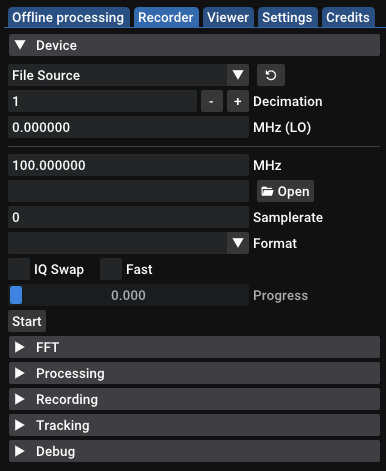 Offline processing Recorder Viewer Settings Credits
Device
File Source
1 - + Decimation
0.000000 MHz (LO)
100.000000 MHz
Open
0 Samplerate
Format
IQ Swap Fast
0.000 Progress
Start
FFT
Processing
Recording
Tracking
Debug